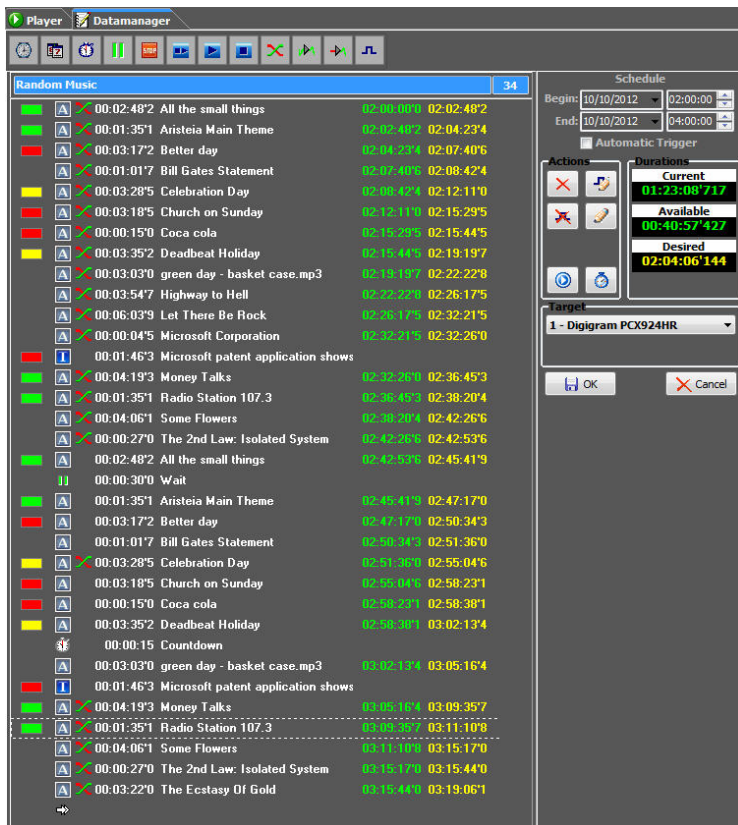 Player Datamanager
STOP
Random Music 34
A 00:02:48'2 All the small things 02:00:00'0 02:02:48'2
A 00:01:35'1 Aristeia Main Theme 02:02:48'2 02:04:23'4
A 00:03:17'2 Better day 02:04:23'4 02:07:40'6
A 00:01:01'7 Bill Gates Statement 02:07:40'6 02:08:42'4
A 00:03:28'5 Celebration Day 02:08:42'4 02:12:11'0
A 00:03:18'5 Church on Sunday 02:12:11'0 02:15:29'5
A 00:00:15'0 Coca cola 02:15:29'5 02:15:44'5
A 00:03:35'2 Deadbeat Holiday 02:15:44'5 02:19:19'7
A 00:03:03'0 green day - basket case.mp3 02:19:19'7 02:22:22'8
A 00:03:54'7 Highway to Hell 02:22:22'8 02:26:17'5
A 00:06:03'9 Let There Be Rock 02:26:17'5 02:32:21'5
A 00:00:04'5 Microsoft Corporation 02:32:21'5 02:32:26'0
I 00:01:46'3 Microsoft patent application shows
A 00:04:19'3 Money Talks 02:32:26'0 02:36:45'3
A 00:01:35'1 Radio Station 107.3 02:36:45'3 02:38:20'4
A 00:04:06'1 Some Flowers 02:38:20'4 02:42:26'6
A 00:00:27'0 The 2nd Law: Isolated System 02:42:26'6 02:42:53'6
A 00:02:48'2 All the small things 02:42:53'6 02:45:41'9
00:00:30'0 Wait
A 00:01:35'1 Aristeia Main Theme 02:45:41'9 02:47:17'0
A 00:03:17'2 Better day 02:47:17'0 02:50:34'3
A 00:01:01'7 Bill Gates Statement 02:50:34'3 02:51:36'0
A 00:03:28'5 Celebration Day 02:51:36'0 02:55:04'6
A 00:03:18'5 Church on Sunday 02:55:04'6 02:58:23'1
A 00:00:15'0 Coca cola 02:58:23'1 02:58:38'1
A 00:03:35'2 Deadbeat Holiday 02:58:38'1 03:02:13'4
00:00:15 Countdown
A 00:03:03'0 green day - basket case.mp3 03:02:13'4 03:05:16'4
I 00:01:46'3 Microsoft patent application shows
A 00:04:19'3 Money Talks 03:05:16'4 03:09:35'7
A 00:01:35'1 Radio Station 107.3 03:09:35'7 03:11:10'8
A 00:04:06'1 Some Flowers 03:11:10'8 03:15:17'0
A 00:00:27'0 The 2nd Law: Isolated System 03:15:17'0 03:15:44'0
A 00:03:22'0 The Ecstasy Of Gold 03:15:44'0 03:19:06'1
Schedule
Begin: 10/10/2012 02:00:00
End: 10/10/2012 04:00:00
Automatic Trigger
Actions Durations
Current
01:23:08'717
Available
00:40:57'427
Desired
02:04:06'144
Target
1 - Digigram PCX924HR
OK Cancel